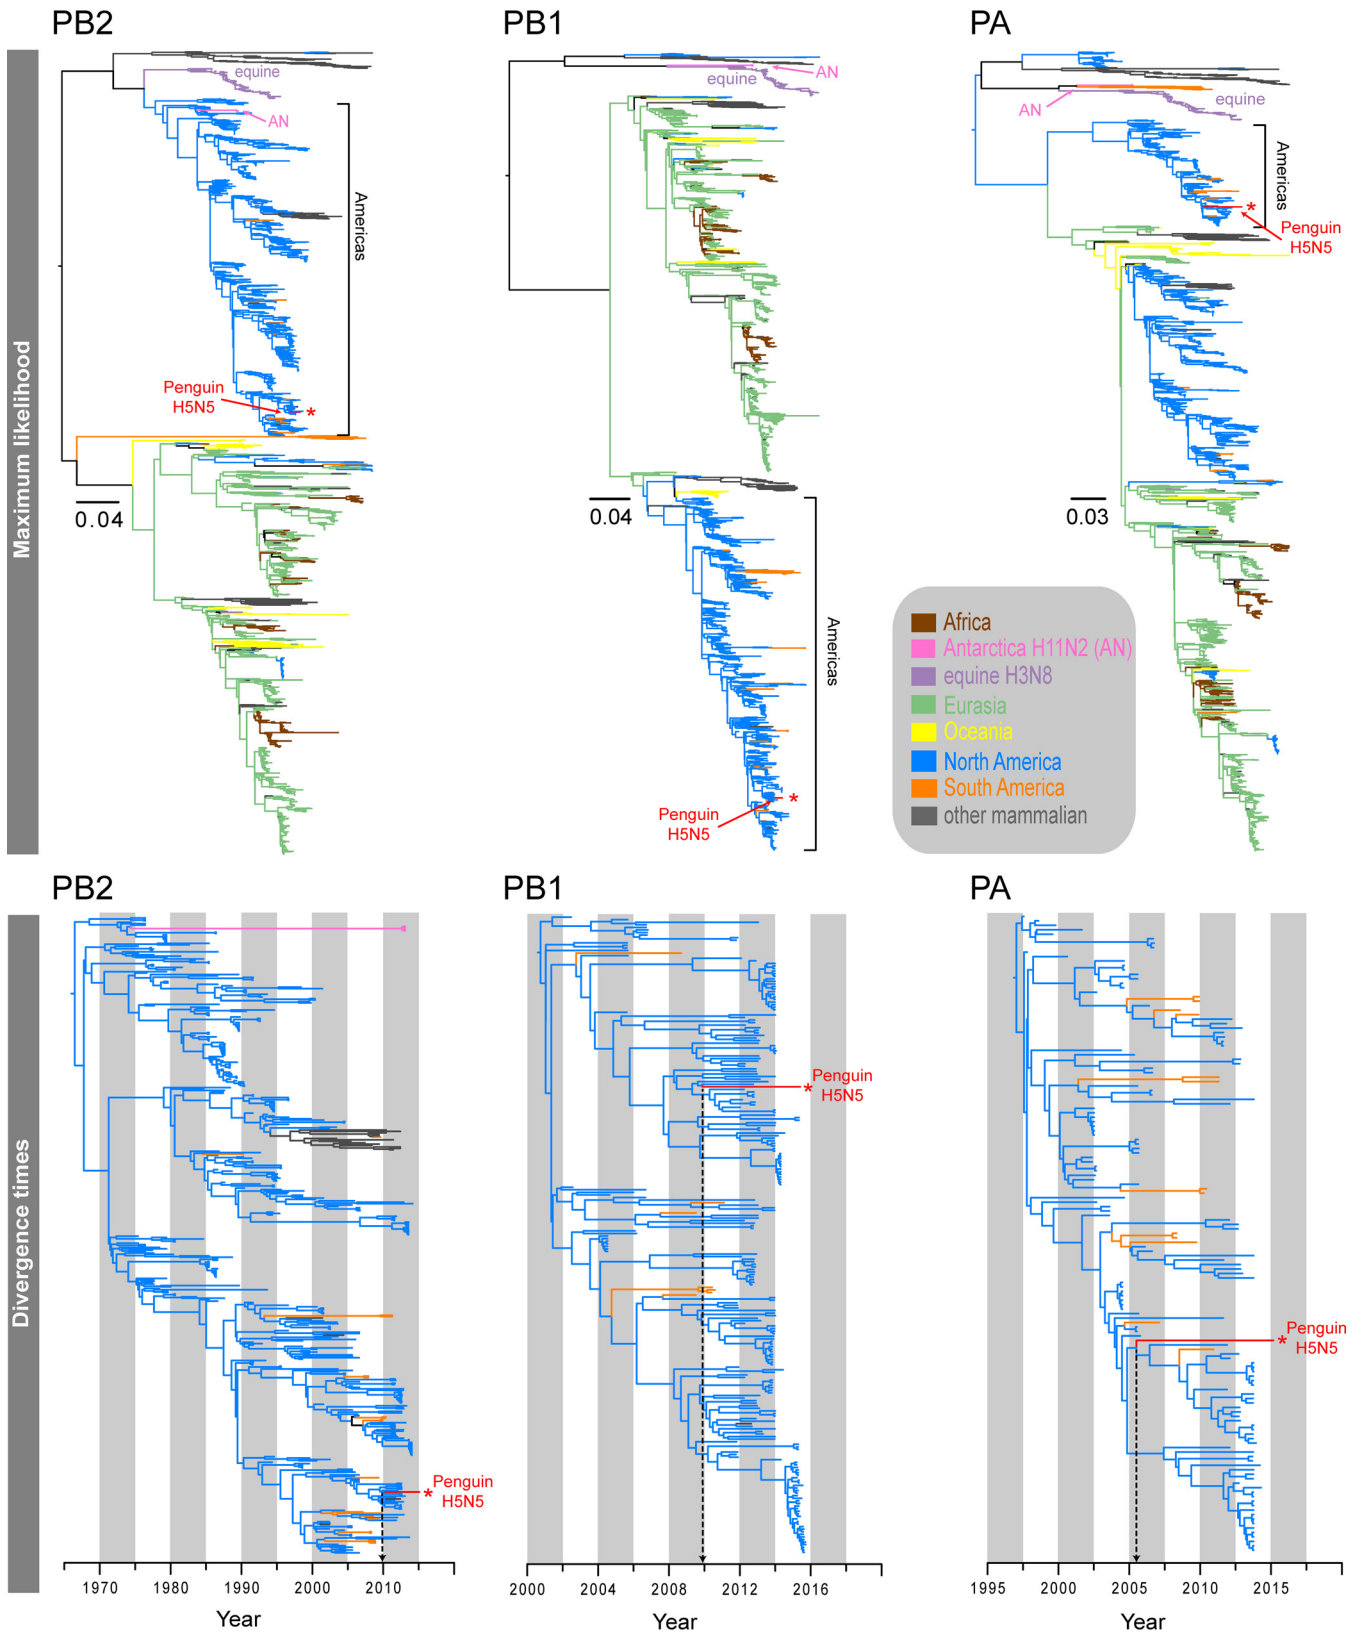 PB2
PB1
PA
Maximum likelihood
equine
AN
Americas
Penguin
H5N5
*
0.04
equine
AN
0.04
Americas
Penguin
H5N5
*
AN
equine
Americas
*
Penguin
H5N5
0.03
Africa
Antarctica H11N2 (AN)
equine H3N8
Eurasia
Oceania
North America
South America
other mammalian
PB2
PB1
PA
Divergence times
* Penguin
H5N5
1970 1980 1990 2000 2010
Year
* Penguin
H5N5
2000 2004 2008 2012 2016
Year
* Penguin
H5N5
1995 2000 2005 2010 2015
Year